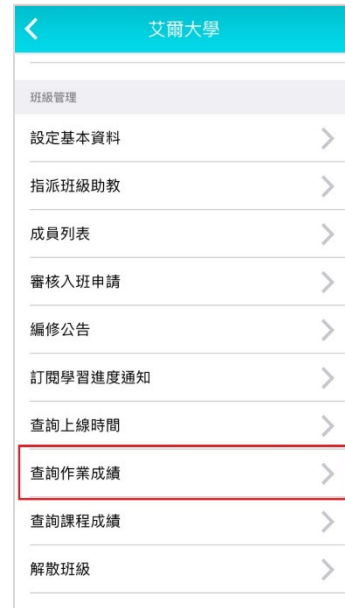 艾爾大學
班級管理
設定基本資料
指派班級助教
成員列表
審核入班申請
編修公告
訂閱學習進度通知
查詢上線時間
查詢作業成績
查詢課程成績
解散班級